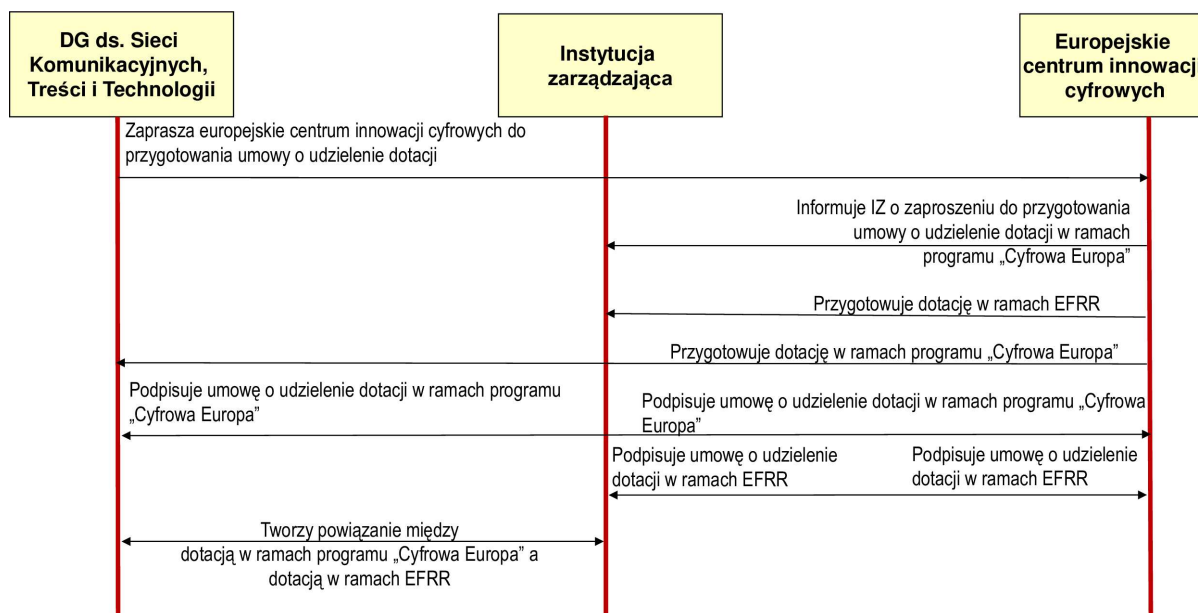 DG ds. Sieci
Komunikacyjnych,
Treści i Technologii
Instytucja
zarządzająca
Europejskie
centrum innowacji
cyfrowych
Zaprasza europejskie centrum innowacji cyfrowych do
przygotowania umowy o udzielenie dotacji
Informuje IZ o zaproszeniu do przygotowania
umowy o udzielenie dotacji w ramach
programu „Cyfrowa Europa”
Przygotowuje dotację w ramach EFRR
Przygotowuje dotację w ramach programu „Cyfrowa Europa”
Podpisuje umowę o udzielenie dotacji w ramach programu
„Cyfrowa Europa”
Podpisuje umowę o udzielenie dotacji w ramach programu „Cyfrowa
Europa”
Podpisuje umowę o udzielenie
dotacji w ramach EFRR
Podpisuje umowę o udzielenie
dotacji w ramach EFRR
Tworzy powiązanie między
dotacją w ramach programu „Cyfrowa Europa” a
dotacją w ramach EFRR